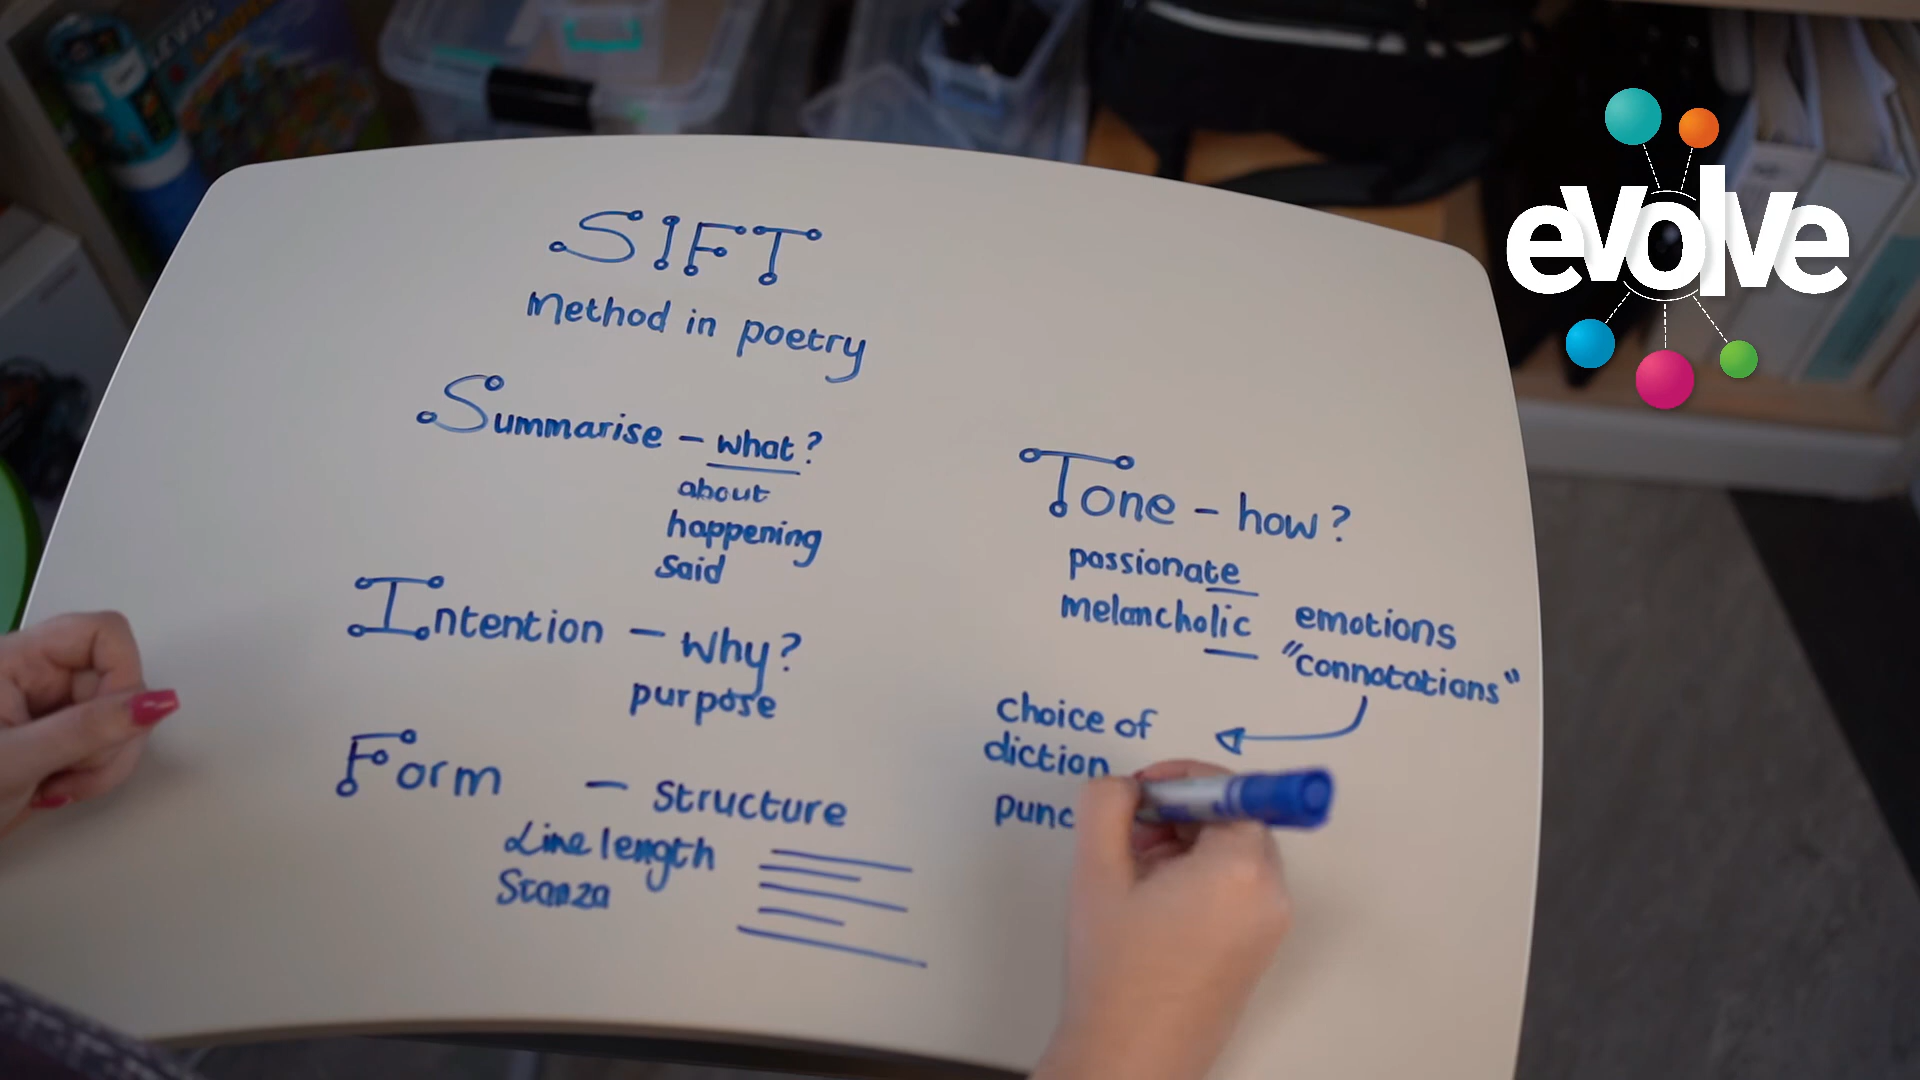 SIFT
Method in poetry
Summarise – what?
about
happening
said
Intention – Why?
purpose
Form – Structure
Line length
Stanza
Tone – how?
passionate
melancholic
emotions
"connotations"
choice of
diction
punc
evolve